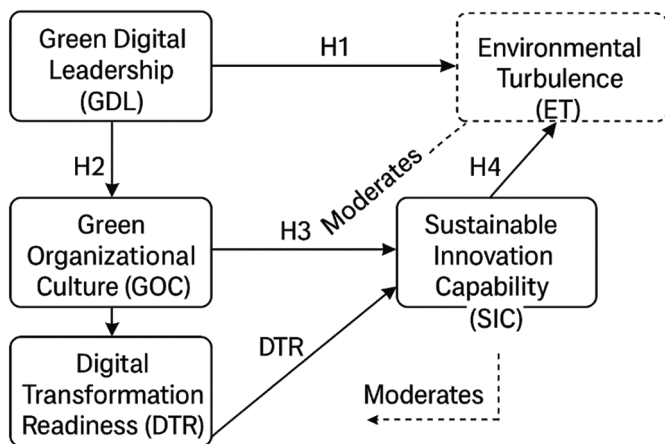 Green Digital
Leadership
(GDL)
H1
Environmental
Turbulence
(ET)
H2
Moderates
H4
Green
Organizational
Culture (GOC)
H3
Sustainable
Innovation
Capability
(SIC)
Digital
Transformation
Readiness (DTR)
DTR
Moderates